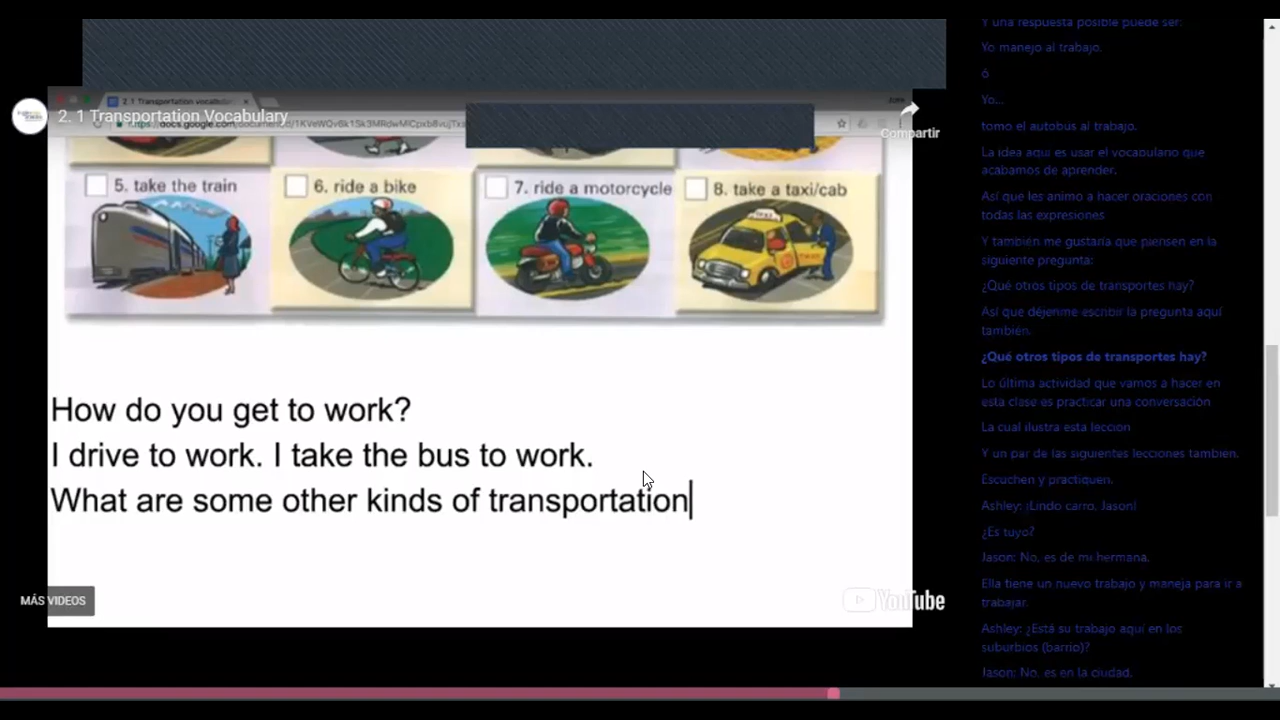 2. 1 Transportation vocabulary
2. 1 Transportation Vocabulary
Compartir
5. take the train
6. ride a bike
7. ride a motorcycle
8. take a taxi/cab
TAXI
How do you get to work?
I drive to work. I take the bus to work.
What are some other kinds of transportation
MÁS VIDEOS
YouTube
Y una respuesta posible puede ser:
Yo manejo al trabajo.
ó
Yo...
tomo el autobus al trabajo.
La idea aquí es usar el vocabulario que
acabamos de aprender.
Así que les animo a hacer oraciones con
todas las expresiones
Y también me gustaría que piensen en la
siguiente pregunta:
¿Qué otros tipos de transportes hay?
Así que déjenme escribir la pregunta aquí
también.
¿Qué otros tipos de transportes hay?
Lo última actividad que vamos a hacer en
esta clase es practicar una conversación
La cual ilustra esta lección
Y un par de las siguientes lecciones también.
Escuchen y practiquen.
Ashley: ¡Lindo carro, Jason!
¿Es tuyo?
Jason: No, es de mi hermana.
Ella tiene un nuevo trabajo y maneja para ir a
trabajar.
Ashley: ¿Está su trabajo aquí en los
suburbios (barrio)?
Jason: No, es en la ciudad.